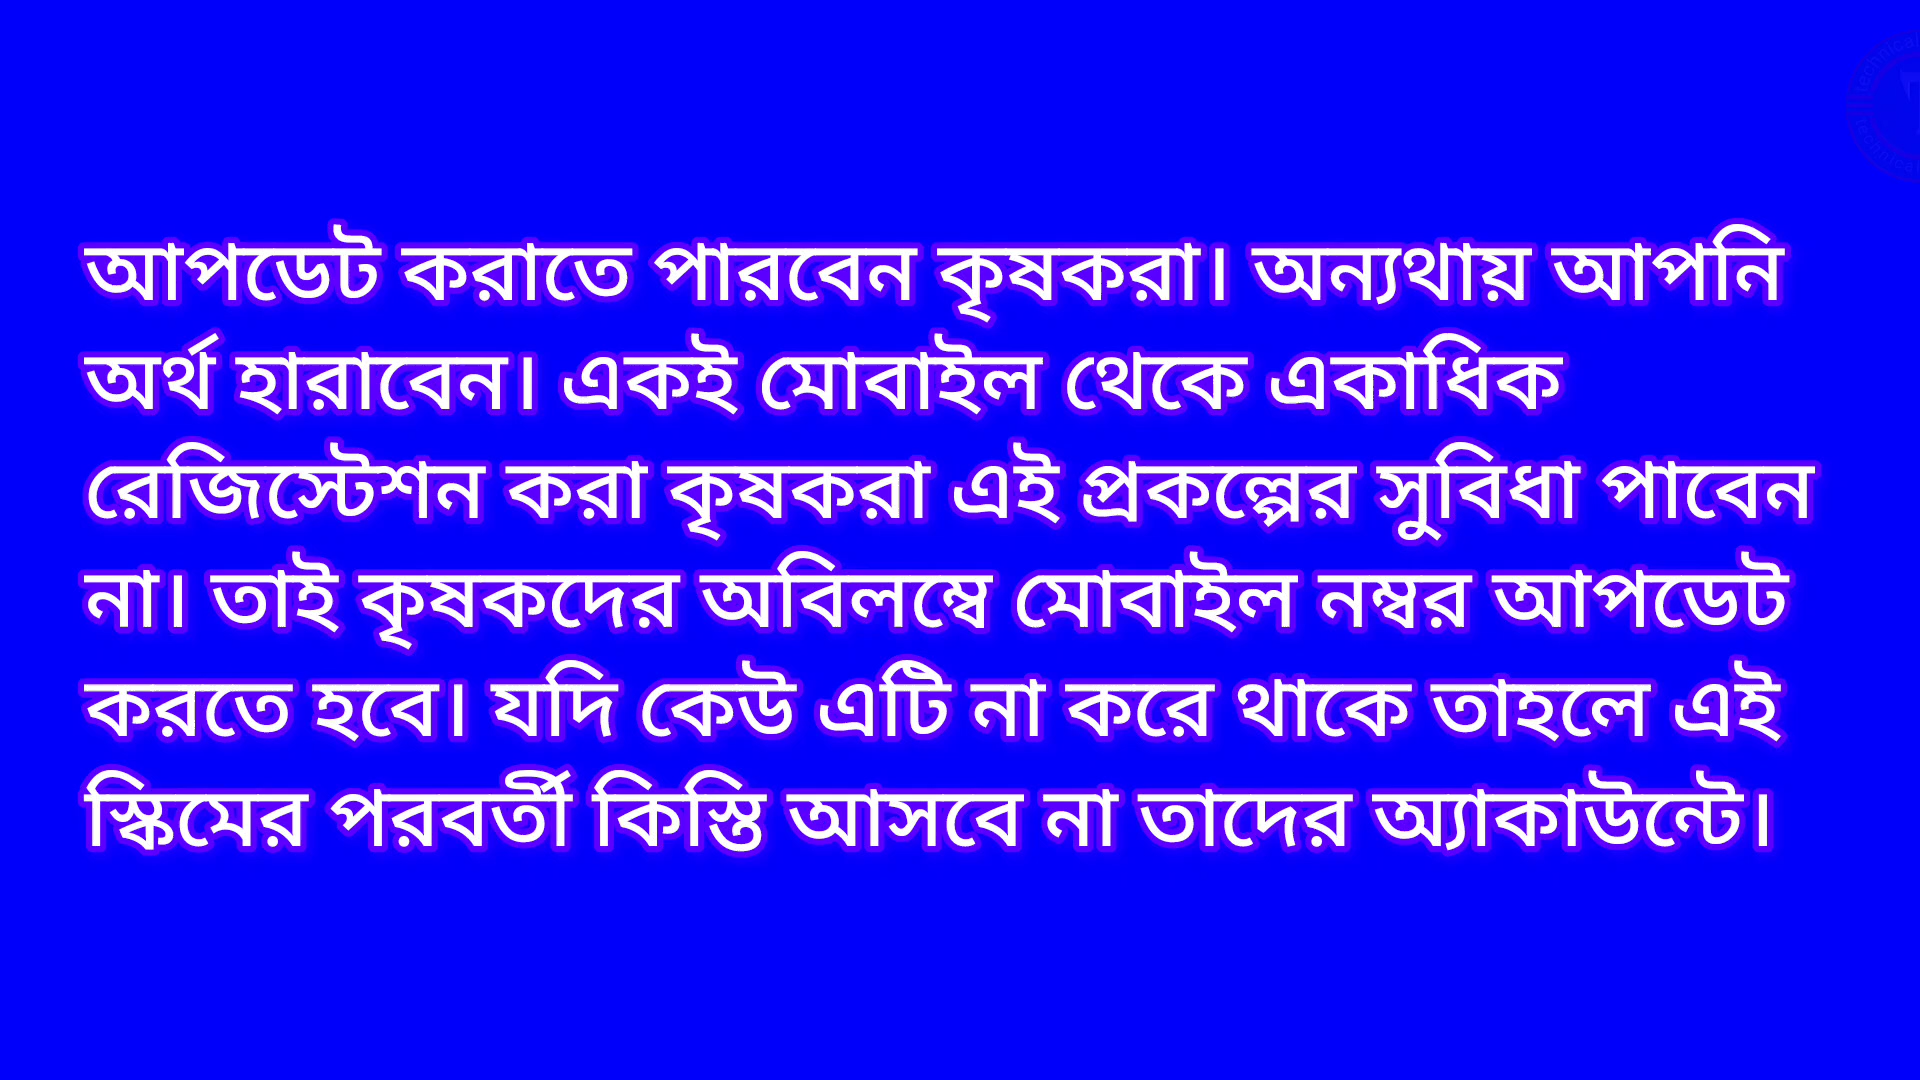 আপডেট করাতে পারবেন কৃষকরা। অন্যথায় আপনি
অর্থ হারাবেন। একই মোবাইল থেকে একাধিক
রেজিস্টেশন করা কৃষকরা এই প্রকল্পের সুবিধা পাবেন
না। তাই কৃষকদের অবিলম্বে মোবাইল নম্বর আপডেট
করতে হবে। যদি কেউ এটি না করে থাকে তাহলে এই
স্কিমের পরবর্তী কিস্তি আসবে না তাদের অ্যাকাউন্টে।